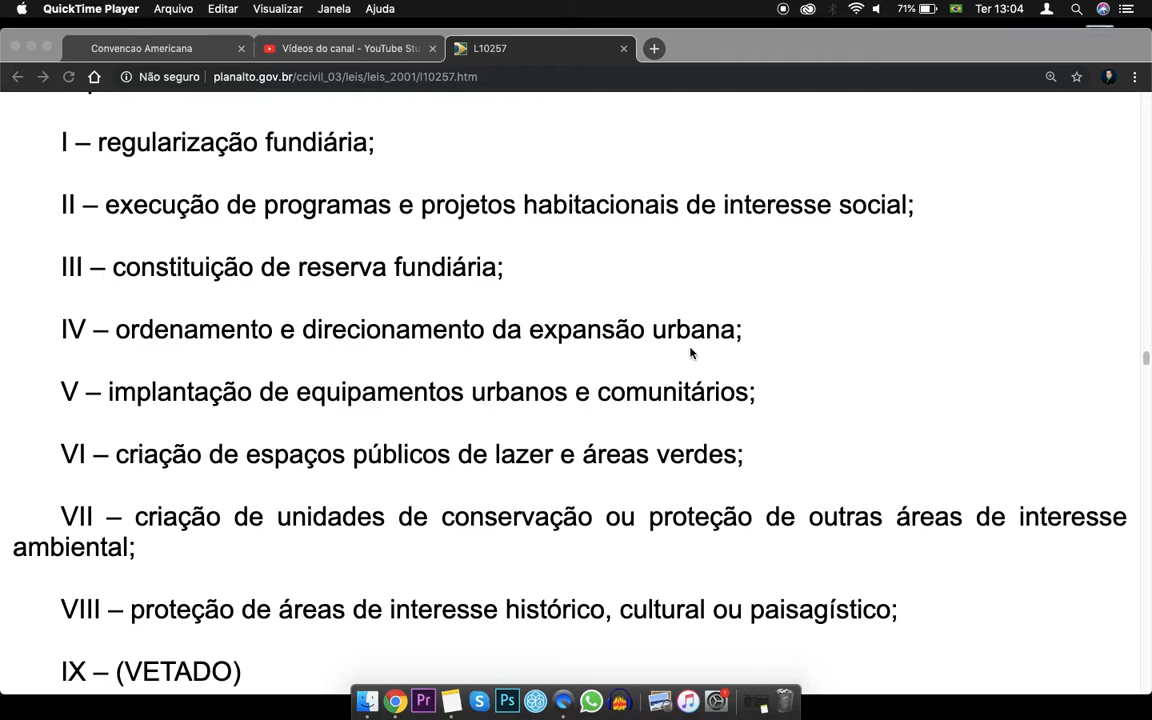 QuickTime Player Arquivo Editar Visualizar Janela Ajuda 71% Ter 13:04
Convencao Americana Vídeos do canal - YouTube Stu L10257
Não seguro planalto.gov.br/ccivil_03/leis/leis_2001/l10257.htm
I – regularização fundiária;
II – execução de programas e projetos habitacionais de interesse social;
III – constituição de reserva fundiária;
IV – ordenamento e direcionamento da expansão urbana;
V – implantação de equipamentos urbanos e comunitários;
VI – criação de espaços públicos de lazer e áreas verdes;
VII – criação de unidades de conservação ou proteção de outras áreas de interesse
ambiental;
VIII – proteção de áreas de interesse histórico, cultural ou paisagístico;
IX – (VETADO)
Pr Ps